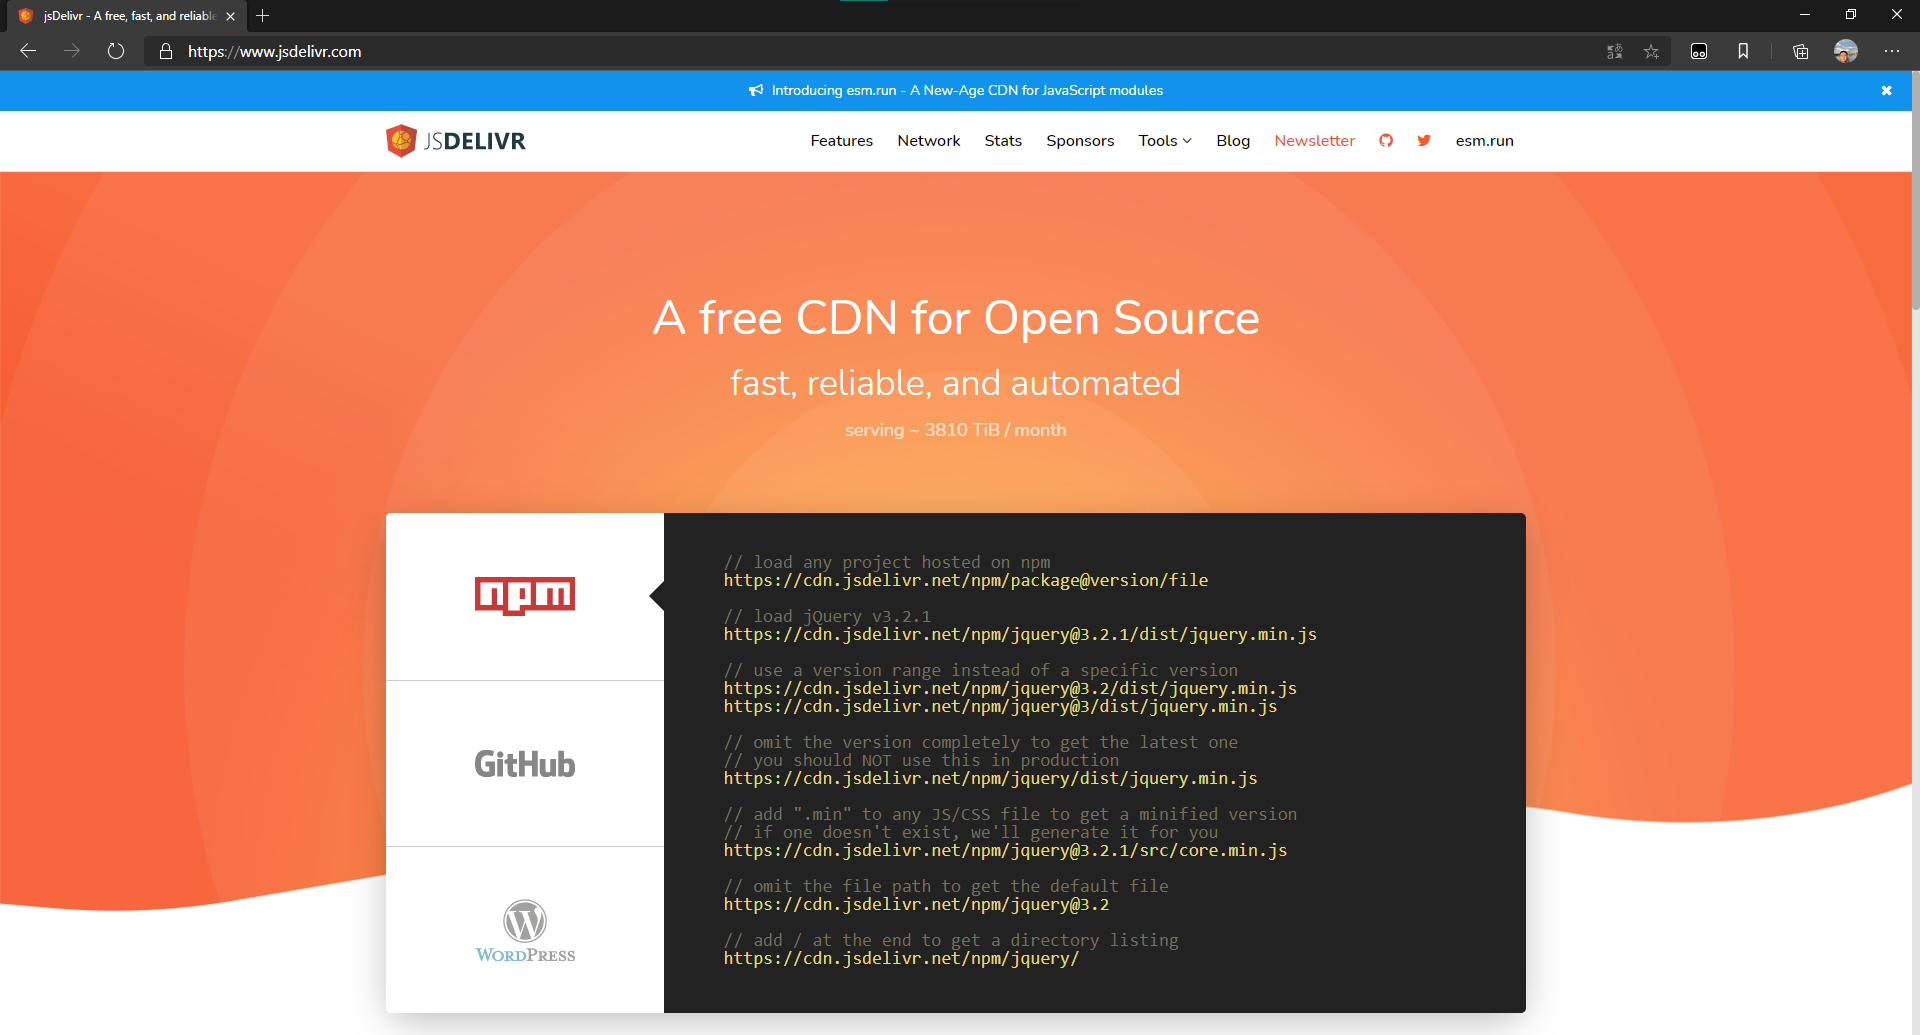 jsDelivr - A free, fast, and reliable
https://www.jsdelivr.com
Introducing esm.run - A New-Age CDN for JavaScript modules
JSDELIVR
Features Network Stats Sponsors Tools Blog Newsletter esm.run
A free CDN for Open Source
fast, reliable, and automated
serving ~ 3810 TiB / month
npm
GitHub
WORDPRESS
// load any project hosted on npm
https://cdn.jsdelivr.net/npm/package@version/file
// load jQuery v3.2.1
https://cdn.jsdelivr.net/npm/jquery@3.2.1/dist/jquery.min.js
// use a version range instead of a specific version
https://cdn.jsdelivr.net/npm/jquery@3.2/dist/jquery.min.js
https://cdn.jsdelivr.net/npm/jquery@3/dist/jquery.min.js
// omit the version completely to get the latest one
// you should NOT use this in production
https://cdn.jsdelivr.net/npm/jquery/dist/jquery.min.js
// add ".min" to any JS/CSS file to get a minified version
// if one doesn't exist, we'll generate it for you
https://cdn.jsdelivr.net/npm/jquery@3.2.1/src/core.min.js
// omit the file path to get the default file
https://cdn.jsdelivr.net/npm/jquery@3.2
// add / at the end to get a directory listing
https://cdn.jsdelivr.net/npm/jquery/